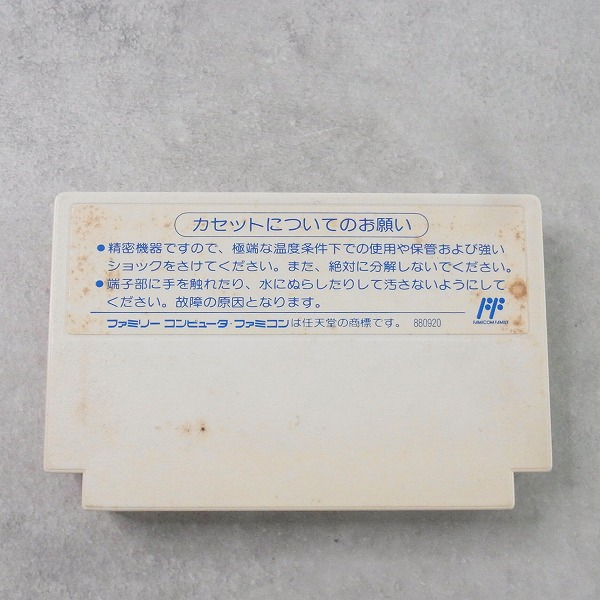 カセットについてのお願い
●精密機器ですので、極端な温度条件下での使用や保管および強い
ショックをさけてください。また、絶対に分解しないでください。
●端子部に手を触れたり、水にぬらしたりして汚さないようにして
ください。故障の原因となります。
ファミリー コンピュータ・ファミコンは任天堂の商標です。 880920
FAMICOM FAMILY